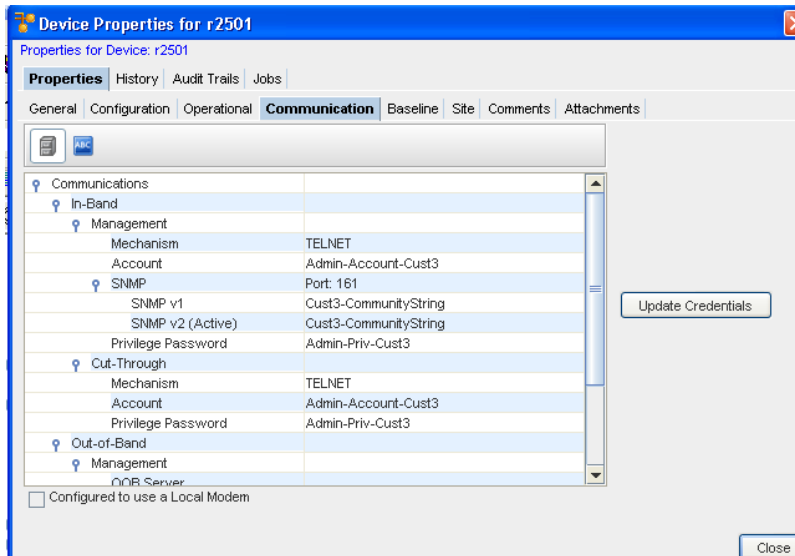 Device Properties for r2501
Properties for Device: r2501
Properties History Audit Trails Jobs
General Configuration Operational Communication Baseline Site Comments Attachments
ABC
Communications
In-Band
Management
Mechanism TELNET
Account Admin-Account-Cust3
SNMP Port: 161
SNMP v1 Cust3-CommunityString
SNMP v2 (Active) Cust3-CommunityString
Privilege Password Admin-Priv-Cust3
Cut-Through
Mechanism TELNET
Account Admin-Account-Cust3
Privilege Password Admin-Priv-Cust3
Out-of-Band
Management
OOB Server
Update Credentials
Configured to use a Local Modem
Close